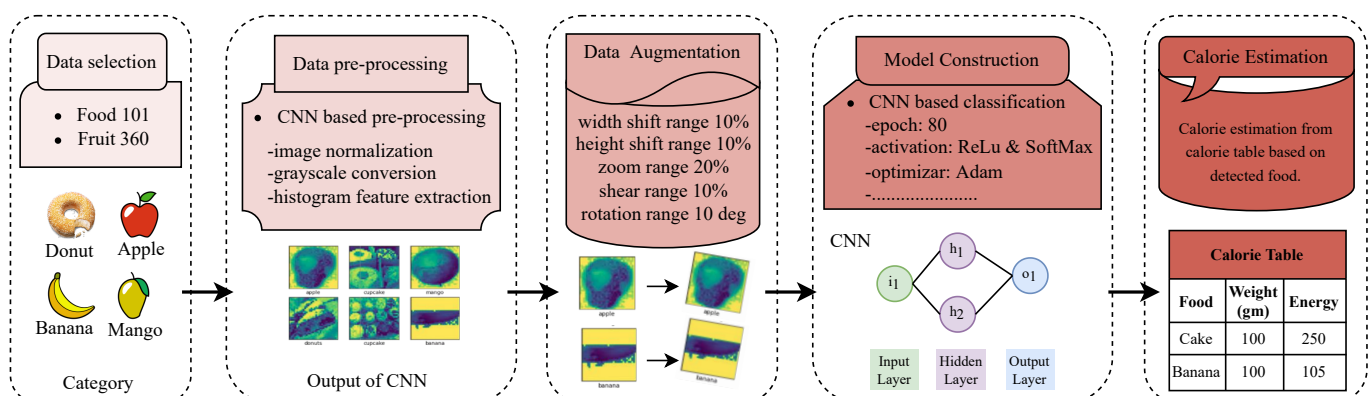 Data selection
• Food 101
• Fruit 360
Donut
Apple
Banana
Mango
Category
Data pre-processing
• CNN based pre-processing
-image normalization
-grayscale conversion
-histogram feature extraction
apple
cupcake
mango
donuts
cupcake
banana
Output of CNN
Data Augmentation
width shift range 10%
height shift range 10%
zoom range 20%
shear range 10%
rotation range 10 deg
apple
apple
banana
banana
Model Construction
• CNN based classification
-epoch: 80
-activation: ReLu & SoftMax
-optimizar: Adam
-.......................
CNN
i1
h1
h2
o1
Input
Layer
Hidden
Layer
Output
Layer
Calorie Estimation
Calorie estimation from
calorie table based on
detected food.
Calorie Table
Food Weight (gm) Energy
Cake 100 250
Banana 100 105